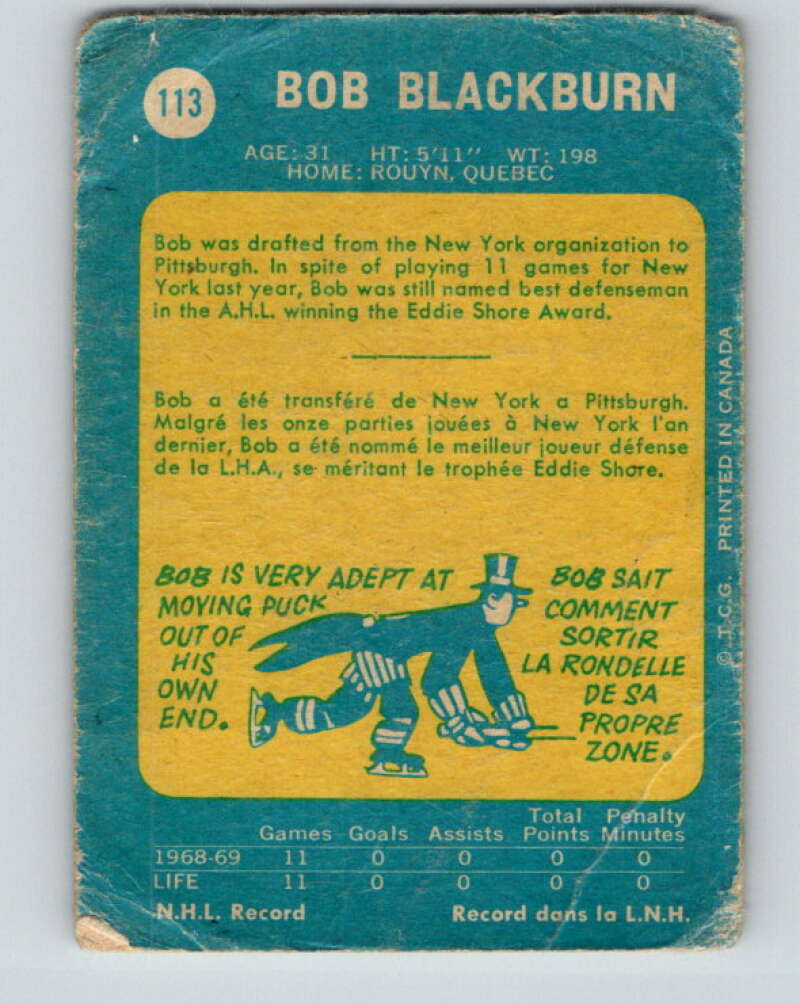 113
BOB BLACKBURN
AGE: 31 HT: 5'11" WT: 198
HOME: ROUYN, QUEBEC
Bob was drafted from the New York organization to
Pittsburgh. In spite of playing 11 games for New
York last year, Bob was still named best defenseman
in the A.H.L. winning the Eddie Shore Award.
Bob a été transféré de New York a Pittsburgh.
Malgré les onze parties jouées à New York l'an
dernier, Bob a été nommé le meilleur joueur défense
de la L.H.A., se méritant le trophée Eddie Shore.
BOB IS VERY ADEPT AT
MOVING PUCK
OUT OF
HIS
OWN
END.
BOB SAIT
COMMENT
SORTIR
LA RONDELLE
DE SA
PROPRE
ZONE.
© T.C.G. PRINTED IN CANADA
Games Goals Assists Total Points Penalty Minutes
1968-69 11 0 0 0 0
LIFE 11 0 0 0 0
N.H.L. Record Record dans la L.N.H.